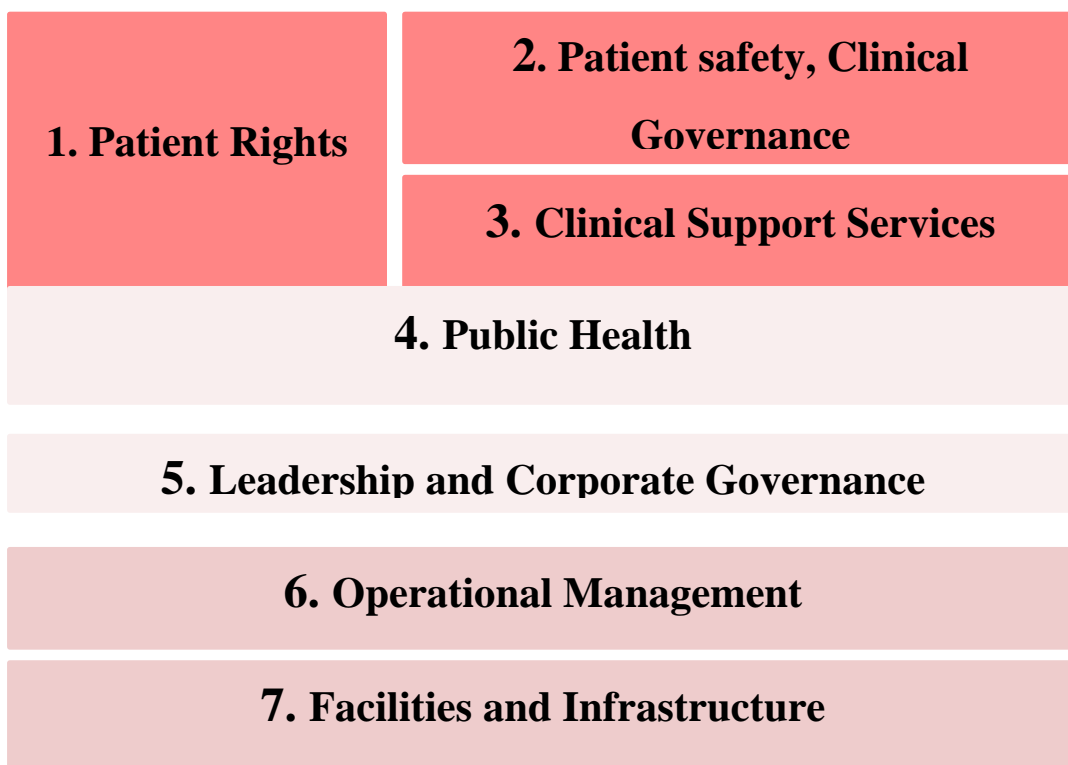 1. Patient Rights
2. Patient safety, Clinical
Governance
3. Clinical Support Services
4. Public Health
5. Leadership and Corporate Governance
6. Operational Management
7. Facilities and Infrastructure